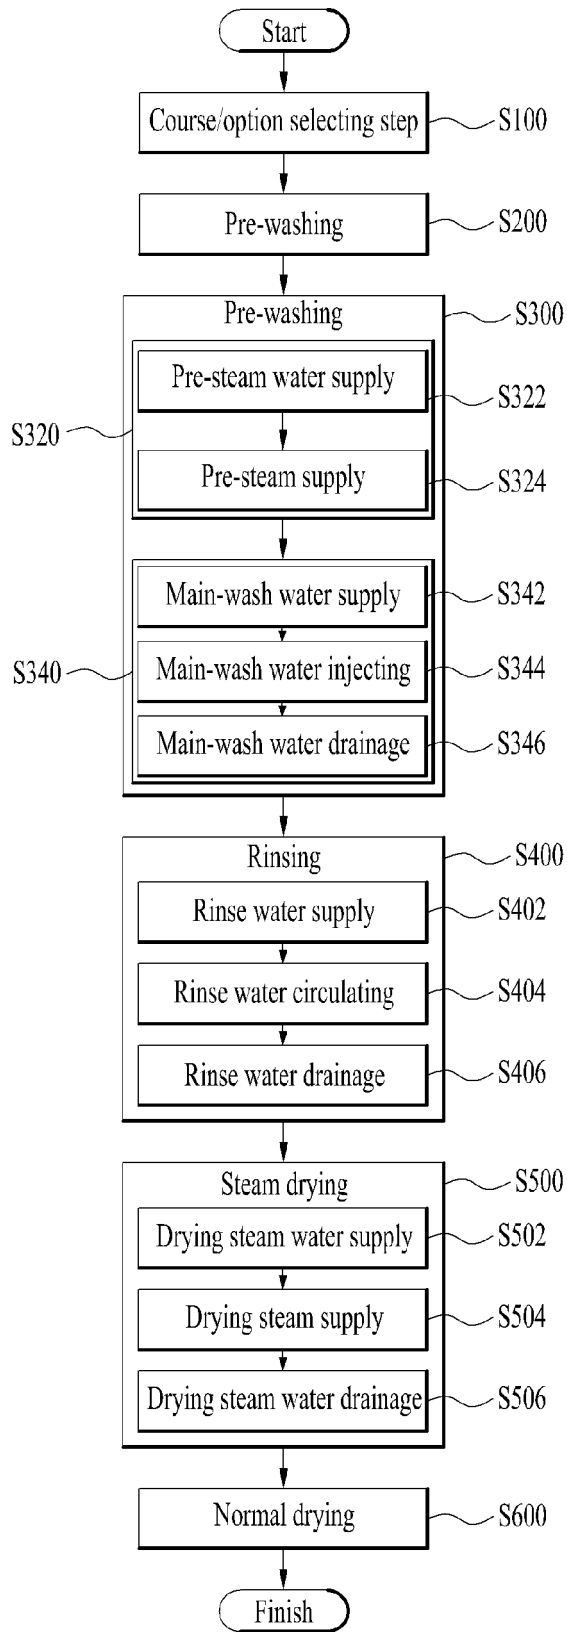 Start
Course/option selecting step
S100
Pre-washing
S200
Pre-washing
S300
Pre-steam water supply
S322
S320
Pre-steam supply
S324
Main-wash water supply
S342
S340
Main-wash water injecting
S344
Main-wash water drainage
S346
Rinsing
S400
Rinse water supply
S402
Rinse water circulating
S404
Rinse water drainage
S406
Steam drying
S500
Drying steam water supply
S502
Drying steam supply
S504
Drying steam water drainage
S506
Normal drying
S600
Finish